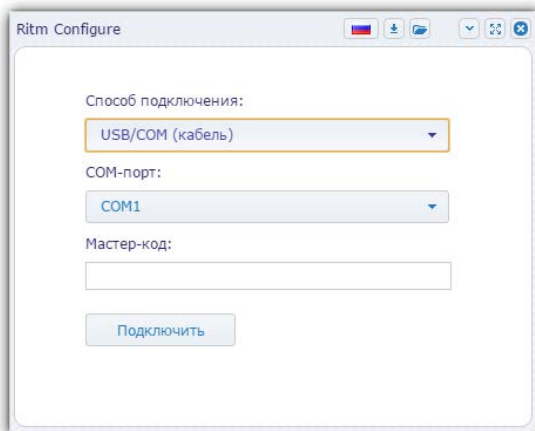 Ritm Configure
Способ подключения:
USB/COM (кабель)
COM-порт:
COM1
Мастер-код:
Подключить